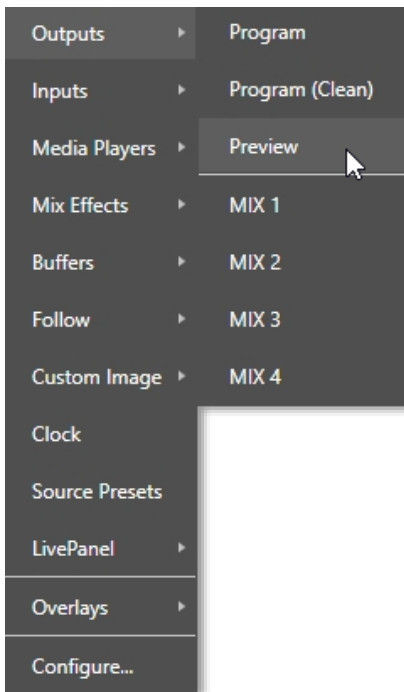 Outputs
Inputs
Media Players
Mix Effects
Buffers
Follow
Custom Image
Clock
Source Presets
LivePanel
Overlays
Configure...
Program
Program (Clean)
Preview
MIX 1
MIX 2
MIX 3
MIX 4